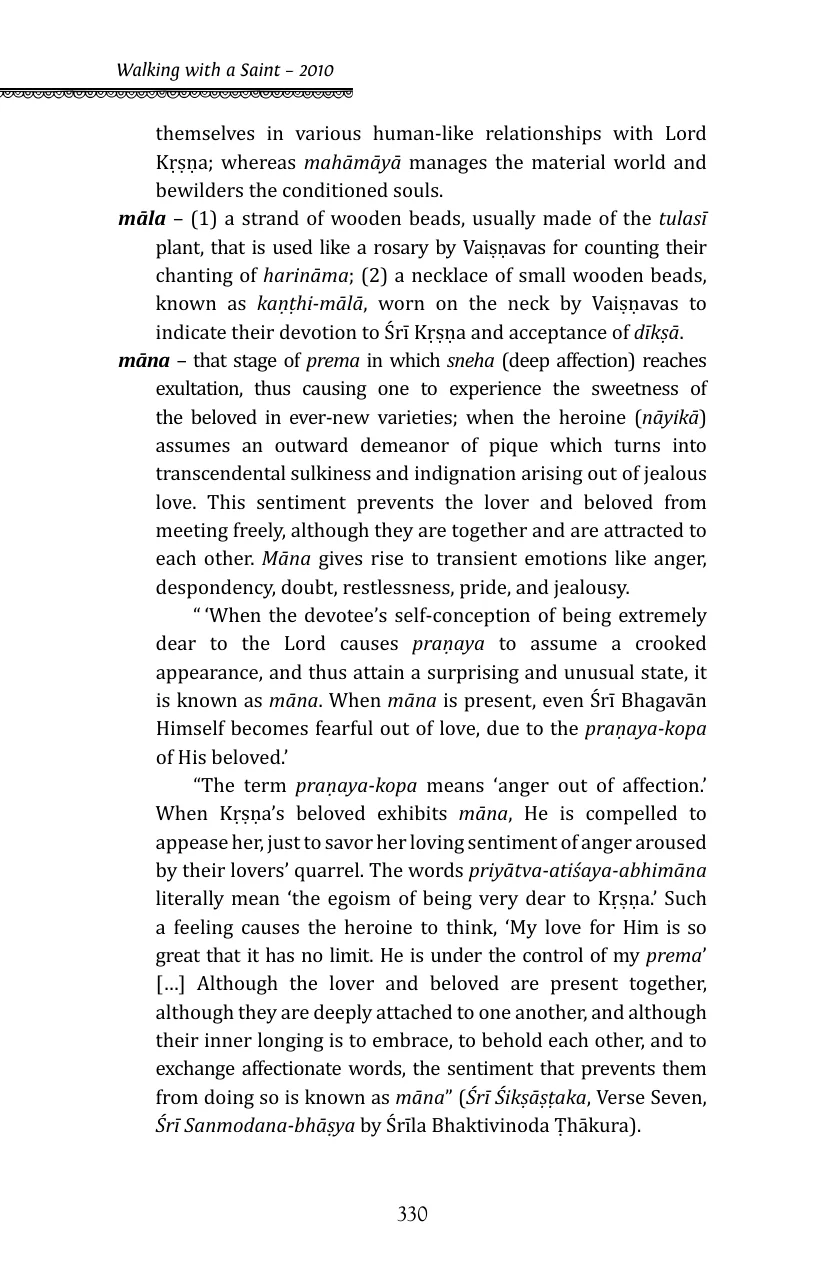 Walking with a Saint – 2010
themselves in various human-like relationships with Lord
Kṛṣṇa; whereas mahāmāyā manages the material world and
bewilders the conditioned souls.
māla – (1) a strand of wooden beads, usually made of the tulasī
plant, that is used like a rosary by Vaiṣṇavas for counting their
chanting of harināma; (2) a necklace of small wooden beads,
known as kaṇṭhi-mālā, worn on the neck by Vaiṣṇavas to
indicate their devotion to Śrī Kṛṣṇa and acceptance of dīkṣā.
māna – that stage of prema in which sneha (deep affection) reaches
exultation, thus causing one to experience the sweetness of
the beloved in ever-new varieties; when the heroine (nāyikā)
assumes an outward demeanor of pique which turns into
transcendental sulkiness and indignation arising out of jealous
love. This sentiment prevents the lover and beloved from
meeting freely, although they are together and are attracted to
each other. Māna gives rise to transient emotions like anger,
despondency, doubt, restlessness, pride, and jealousy.
“ ‘When the devotee’s self-conception of being extremely
dear to the Lord causes praṇaya to assume a crooked
appearance, and thus attain a surprising and unusual state, it
is known as māna. When māna is present, even Śrī Bhagavān
Himself becomes fearful out of love, due to the praṇaya-kopa
of His beloved.’
“The term praṇaya-kopa means ‘anger out of affection.’
When Kṛṣṇa’s beloved exhibits māna, He is compelled to
appease her, just to savor her loving sentiment of anger aroused
by their lovers’ quarrel. The words priyātva-atiśaya-abhimāna
literally mean ‘the egoism of being very dear to Kṛṣṇa.’ Such
a feeling causes the heroine to think, ‘My love for Him is so
great that it has no limit. He is under the control of my prema’
[…] Although the lover and beloved are present together,
although they are deeply attached to one another, and although
their inner longing is to embrace, to behold each other, and to
exchange affectionate words, the sentiment that prevents them
from doing so is known as māna” (Śrī Śikṣāṣṭaka, Verse Seven,
Śrī Sanmodana-bhāṣya by Śrīla Bhaktivinoda Ṭhākura).
330